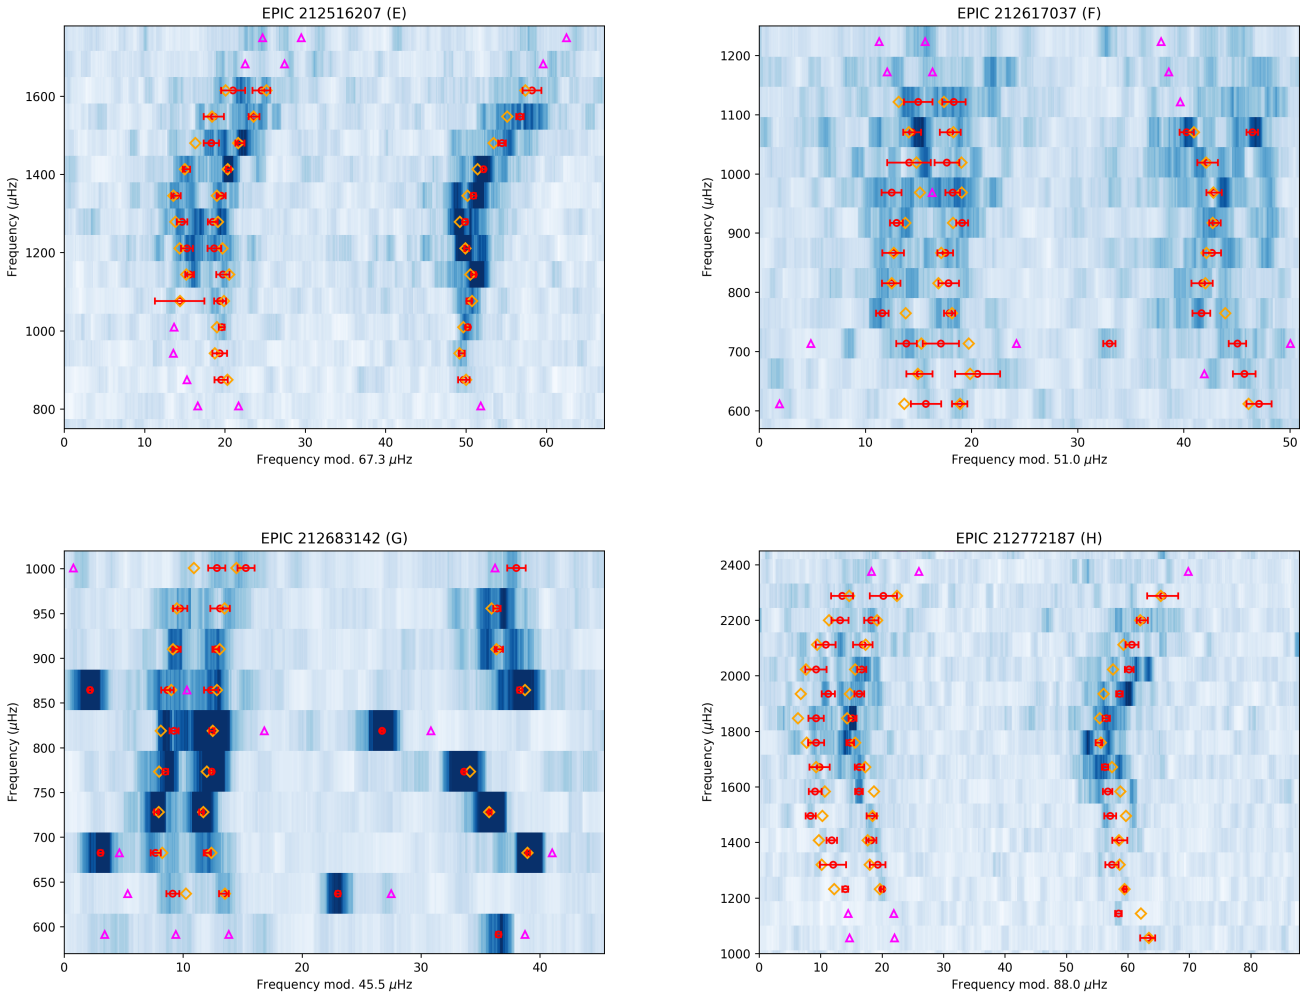 EPIC 212516207 (E)
Frequency (μHz)
1600
1400
1200
1000
800
0 10 20 30 40 50 60
Frequency mod. 67.3 μHz
EPIC 212617037 (F)
Frequency (μHz)
1200
1100
1000
900
800
700
600
0 10 20 30 40 50
Frequency mod. 51.0 μHz
EPIC 212683142 (G)
Frequency (μHz)
1000
950
900
850
800
750
700
650
600
0 10 20 30 40
Frequency mod. 45.5 μHz
EPIC 212772187 (H)
Frequency (μHz)
2400
2200
2000
1800
1600
1400
1200
1000
0 10 20 30 40 50 60 70 80
Frequency mod. 88.0 μHz